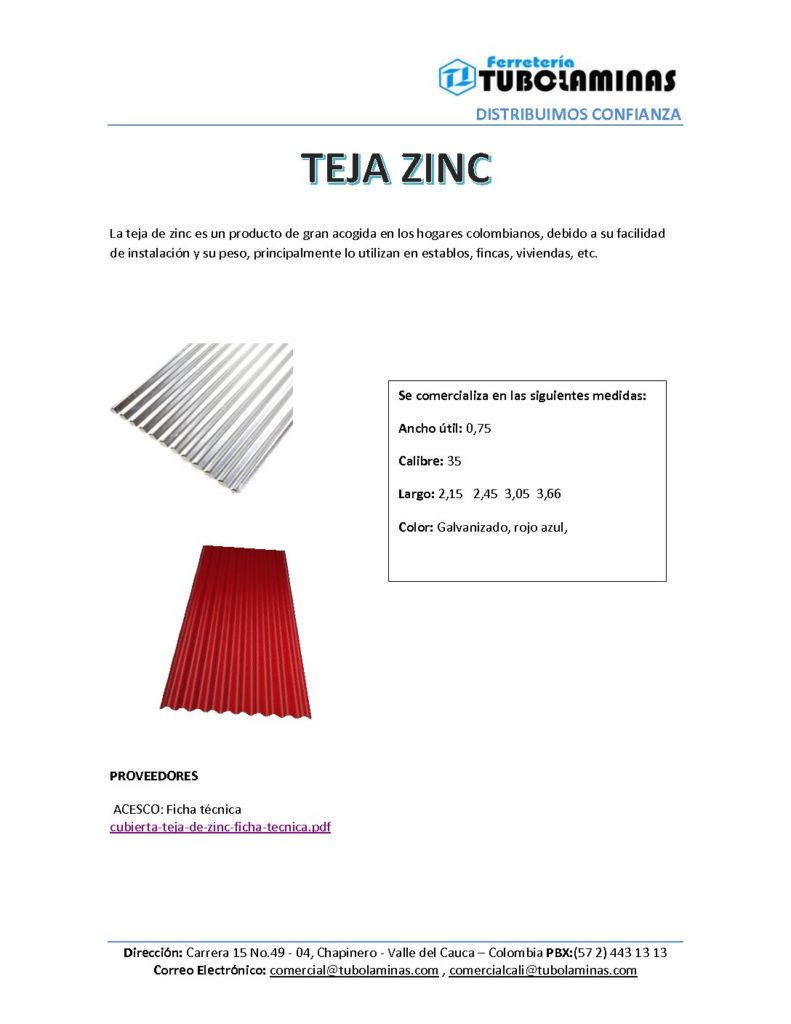 Ferretería
TUBOLAMINAS
DISTRIBUIMOS CONFIANZA
TEJA ZINC
La teja de zinc es un producto de gran acogida en los hogares colombianos, debido a su facilidad
de instalación y su peso, principalmente lo utilizan en establos, fincas, viviendas, etc.
Se comercializa en las siguientes medidas:
Ancho útil: 0,75
Calibre: 35
Largo: 2,15 2,45 3,05 3,66
Color: Galvanizado, rojo azul,
PROVEEDORES
ACESCO: Ficha técnica
cubierta-teja-de-zinc-ficha-tecnica.pdf
Dirección: Carrera 15 No.49 - 04, Chapinero - Valle del Cauca – Colombia PBX:(57 2) 443 13 13
Correo Electrónico: comercial@tubolaminas.com , comercialcali@tubolaminas.com